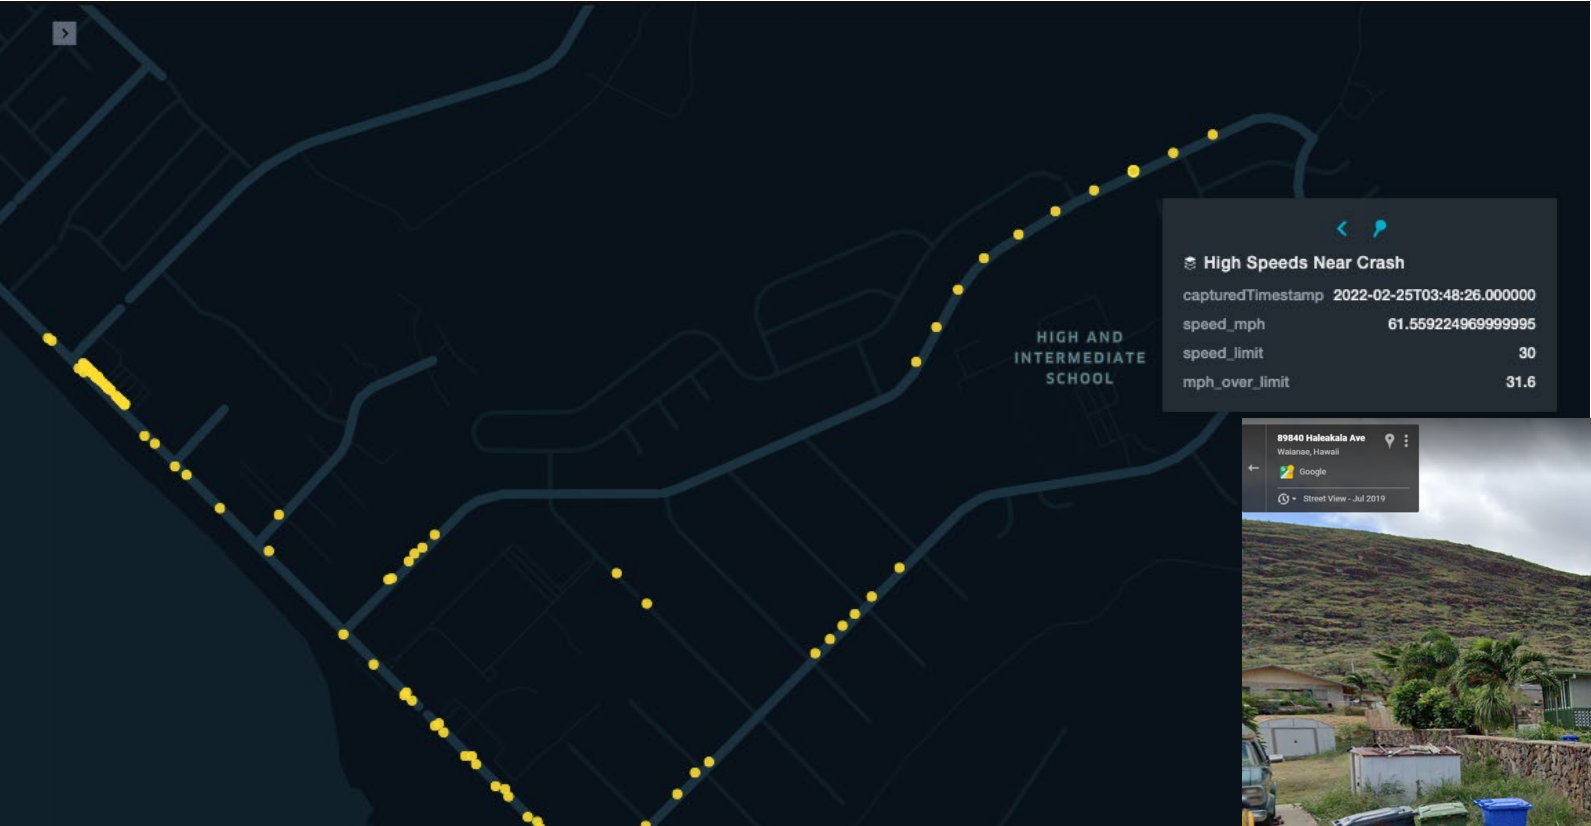 HIGH AND
INTERMEDIATE
SCHOOL
High Speeds Near Crash
capturedTimestamp 2022-02-25T03:48:26.000000
speed_mph 61.559224969999995
speed_limit 30
mph_over_limit 31.6
89840 Haleakala Ave
Waianae, Hawaii
Google
Street View - Jul 2019